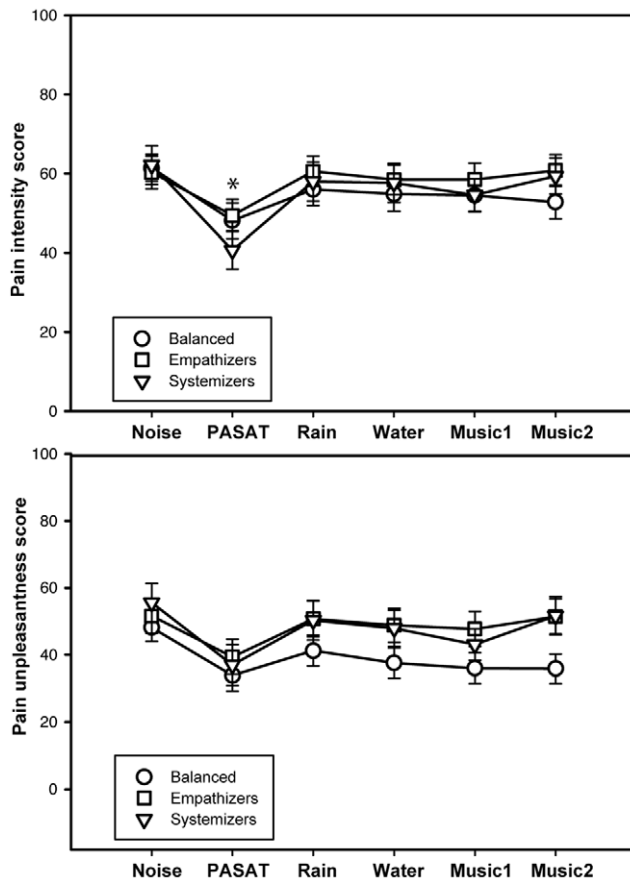 100
80
60
40
20
0
Pain intensity score
*
Balanced
Empathizers
Systemizers
Noise PASAT Rain Water Music1 Music2
100
80
60
40
20
0
Pain unpleasantness score
Balanced
Empathizers
Systemizers
Noise PASAT Rain Water Music1 Music2